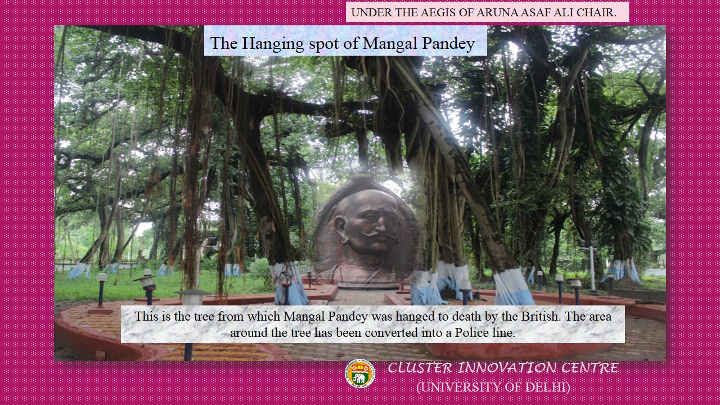 UNDER THE AEGIS OF ARUNA ASAF ALI CHAIR.
The Hanging spot of Mangal Pandey
This is the tree from which Mangal Pandey was hanged to death by the British. The area
around the tree has been converted into a Police line.
CLUSTER INNOVATION CENTRE
(UNIVERSITY OF DELHI)